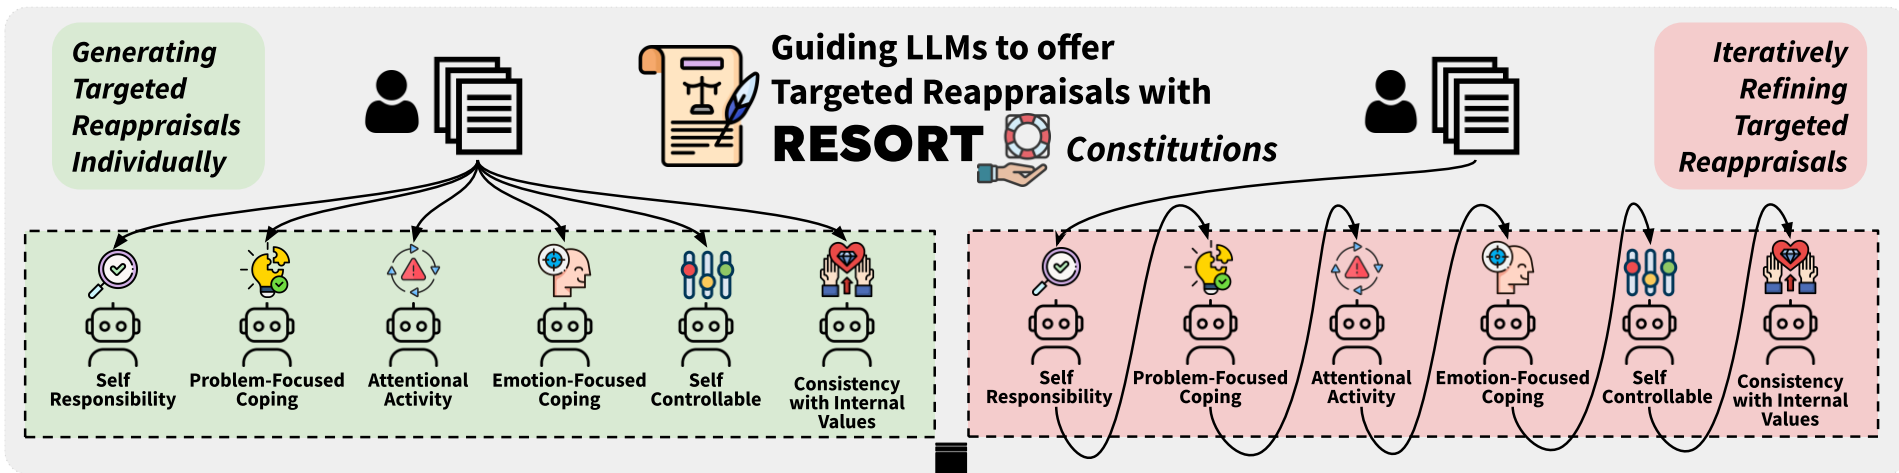 Generating
Targeted
Reappraisals
Individually
Guiding LLMs to offer
Targeted Reappraisals with
RESORT Constitutions
Iteratively
Refining
Targeted
Reappraisals
Self
Responsibility
Problem-Focused
Coping
Attentional
Activity
Emotion-Focused
Coping
Self
Controllable
Consistency
with Internal
Values
Self
Responsibility
Problem-Focused
Coping
Attentional
Activity
Emotion-Focused
Coping
Self
Controllable
Consistency
with Internal
Values